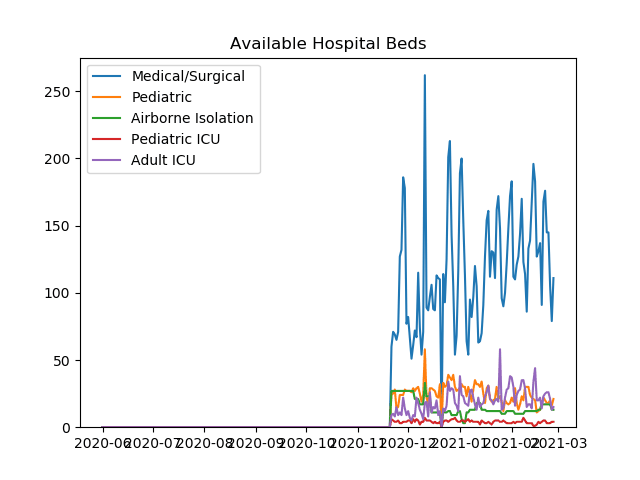 Available Hospital Beds
Medical/Surgical
Pediatric
Airborne Isolation
Pediatric ICU
Adult ICU
250
200
150
100
50
0
2020-06 2020-07 2020-08 2020-09 2020-10 2020-11 2020-12 2021-01 2021-02 2021-03